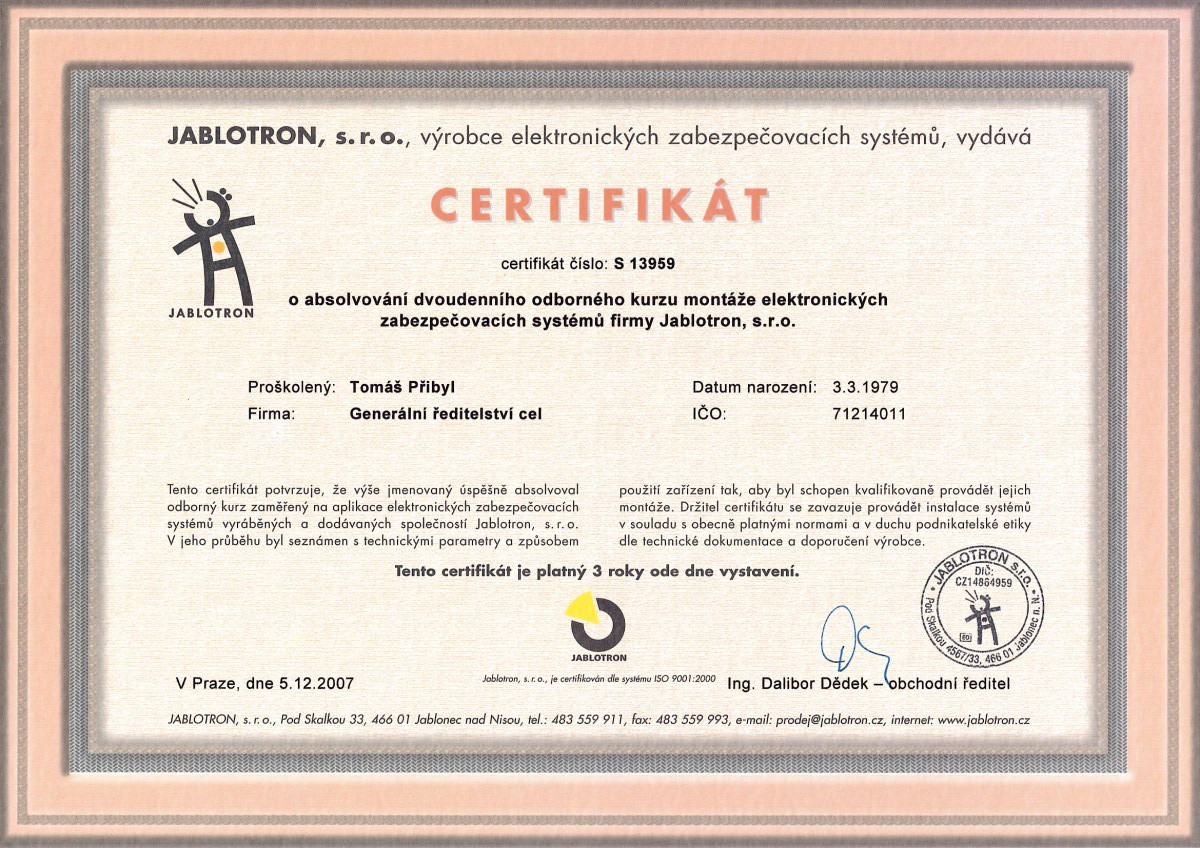 JABLOTRON, s. r. o., výrobce elektronických zabezpečovacích systémů, vydává
CERTIFIKÁT
JABLOTRON
certifikát číslo: S 13959
o absolvování dvoudenního odborného kurzu montáže elektronických
zabezpečovacích systémů firmy Jablotron, s.r.o.
Proškolený: Tomáš Přibyl
Datum narození: 3.3.1979
Firma: Generální ředitelství cel
IČO: 71214011
Tento certifikát potvrzuje, že výše jmenovaný úspěšně absolvoval
odborný kurz zaměřený na aplikace elektronických zabezpečovacích
systémů vyráběných a dodávaných společností Jablotron, s. r. o.
V jeho průběhu byl seznámen s technickými parametry a způsobem
použití zařízení tak, aby byl schopen kvalifikovaně provádět jejich
montáže. Držitel certifikátu se zavazuje provádět instalace systémů
v souladu s obecně platnými normami a v duchu podnikatelské etiky
dle technické dokumentace a doporučení výrobce.
Tento certifikát je platný 3 roky ode dne vystavení.
JABLOTRON s.r.o.
DIČ:
CZ14864959
60
Pod Skalkou 4567/33, 466 01 Jablonec n. N.
JABLOTRON
Jablotron, s. r. o., je certifikován dle systému ISO 9001:2000
V Praze, dne 5.12.2007
Ing. Dalibor Dědek – obchodní ředitel
JABLOTRON, s. r. o., Pod Skalkou 33, 466 01 Jablonec nad Nisou, tel.: 483 559 911, fax: 483 559 993, e-mail: prodej@jablotron.cz, internet: www.jablotron.cz